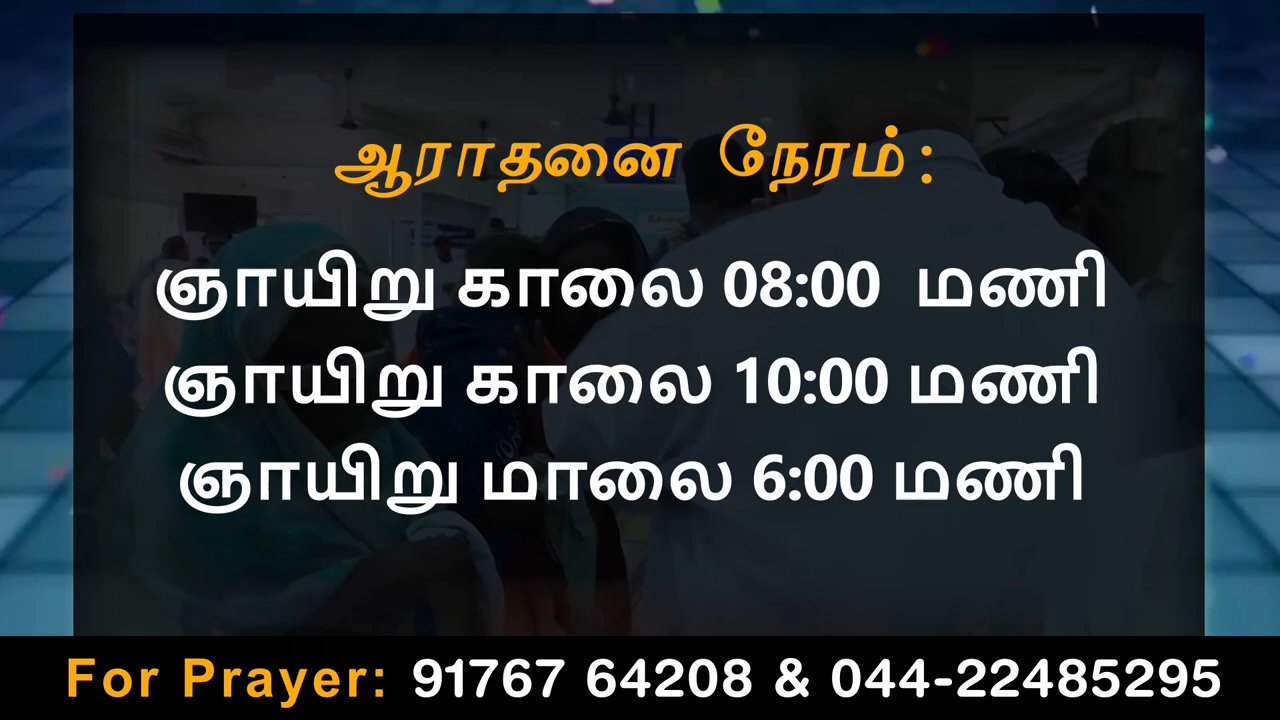 ஆராதனை நேரம் :
ஞாயிறு காலை 08:00 மணி
ஞாயிறு காலை 10:00 மணி
ஞாயிறு மாலை 6:00 மணி
For Prayer: 91767 64208 & 044-22485295